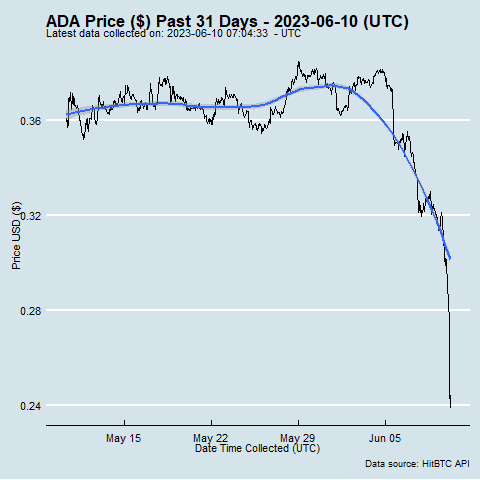 ADA Price ($) Past 31 Days - 2023-06-10 (UTC)
Latest data collected on: 2023-06-10 07:04:33 - UTC
Price USD ($)
0.36
0.32
0.28
0.24
May 15
May 22
May 29
Jun 05
Date Time Collected (UTC)
Data source: HitBTC API